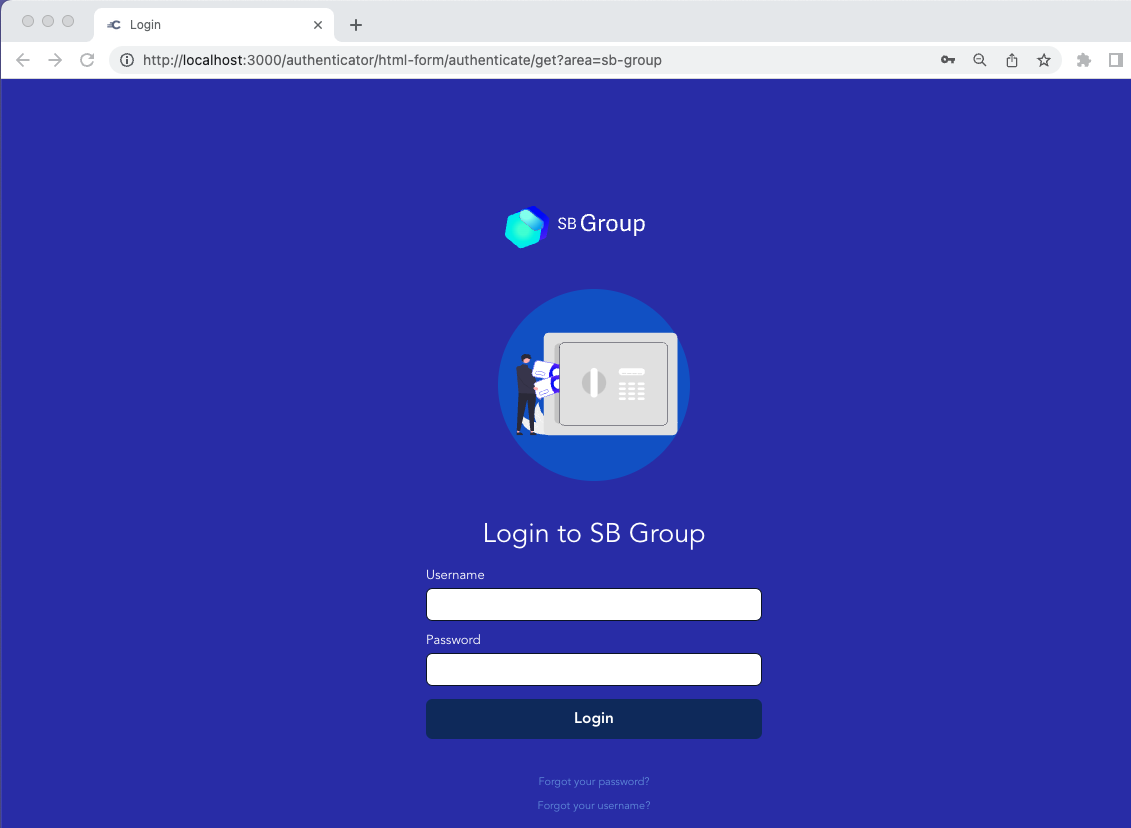 Login
http://localhost:3000/authenticator/html-form/authenticate/get?area=sb-group
SB Group
Login to SB Group
Username
Password
Login
Forgot your password?
Forgot your username?